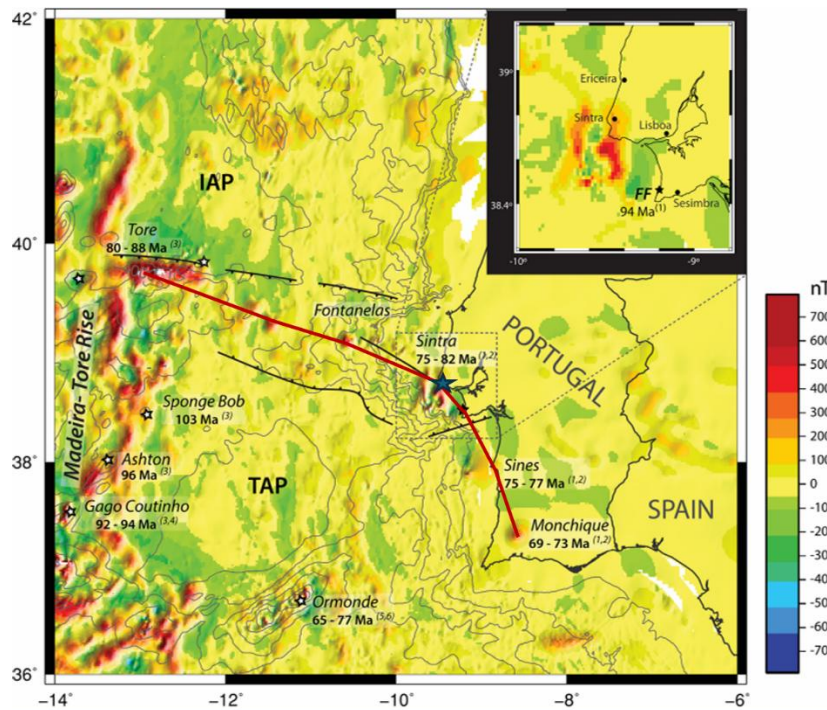 42
40
38
36
−14
−12
−10
−8
−6
IAP
Tore
80 - 88 Ma (3)
Fontanelas
Sintra
75 - 82 Ma (1,2)
PORTUGAL
Madeira-Tore Rise
Sponge Bob
103 Ma (3)
Ashton
96 Ma (3)
TAP
Sines
75 - 77 Ma (1,2)
SPAIN
Gago Coutinho
92 - 94 Ma (3,4)
Monchique
69 - 73 Ma (1,2)
Ormonde
65 - 77 Ma (5,6)
39°
Ericeira
Sintra
Lisboa
FF
94 Ma (1)
Sesimbra
38.4°
-10°
-9°
nT
700
600
500
400
300
200
100
0
-100
-200
-300
-400
-500
-600
-70